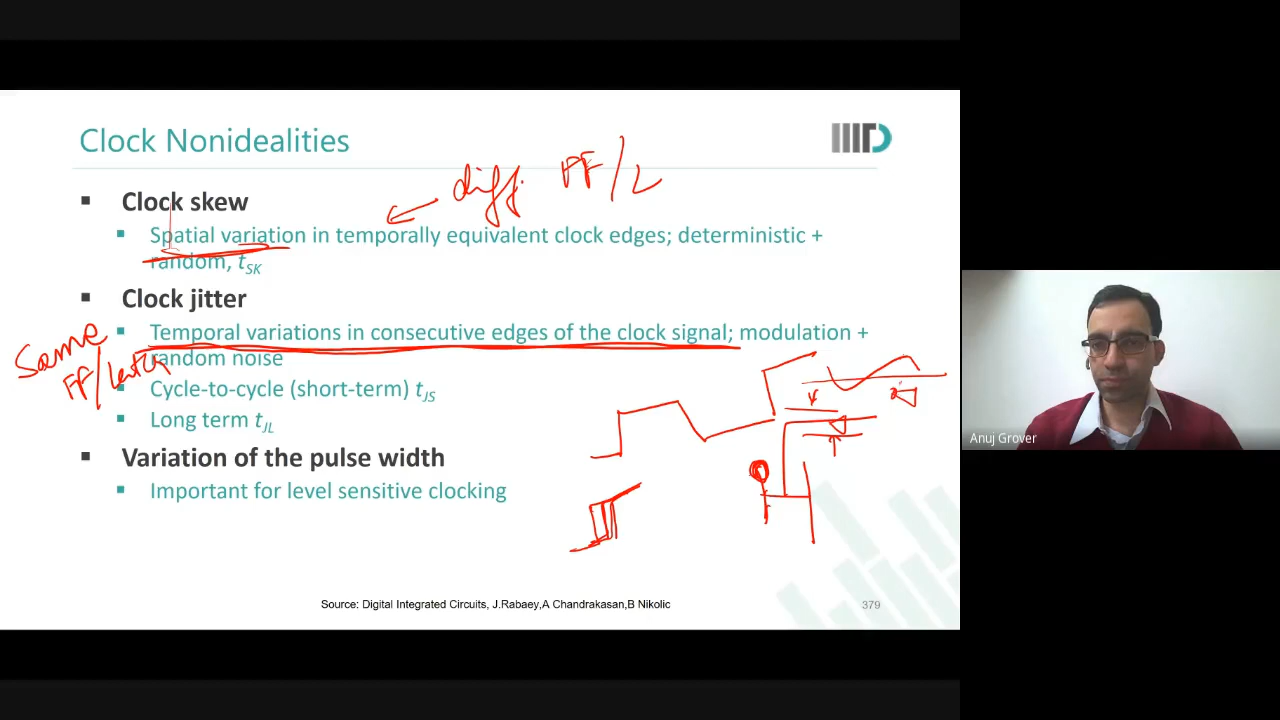 Clock Nonidealities
IIITD
diff. FF/L
Clock skew
Spatial variation in temporally equivalent clock edges; deterministic +
random, tSK
Clock jitter
Same
FF/Latch
Temporal variations in consecutive edges of the clock signal; modulation +
random noise
Cycle-to-cycle (short-term) tJS
Long term tJL
Variation of the pulse width
Important for level sensitive clocking
Anuj Grover
Source: Digital Integrated Circuits, J.Rabaey,A Chandrakasan,B Nikolic
379